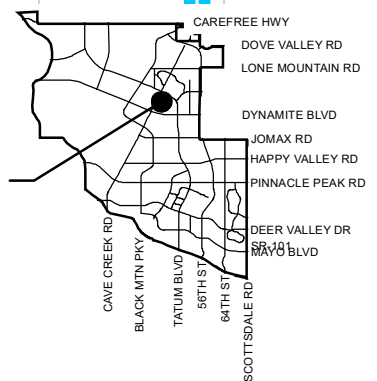 CAREFREE HWY
DOVE VALLEY RD
LONE MOUNTAIN RD
DYNAMITE BLVD
JOMAX RD
HAPPY VALLEY RD
PINNACLE PEAK RD
DEER VALLEY DR
SR-101
MAYO BLVD
CAVE CREEK RD
BLACK MTN PKY
TATUM BLVD
56TH ST
64TH ST
SCOTTSDALE RD